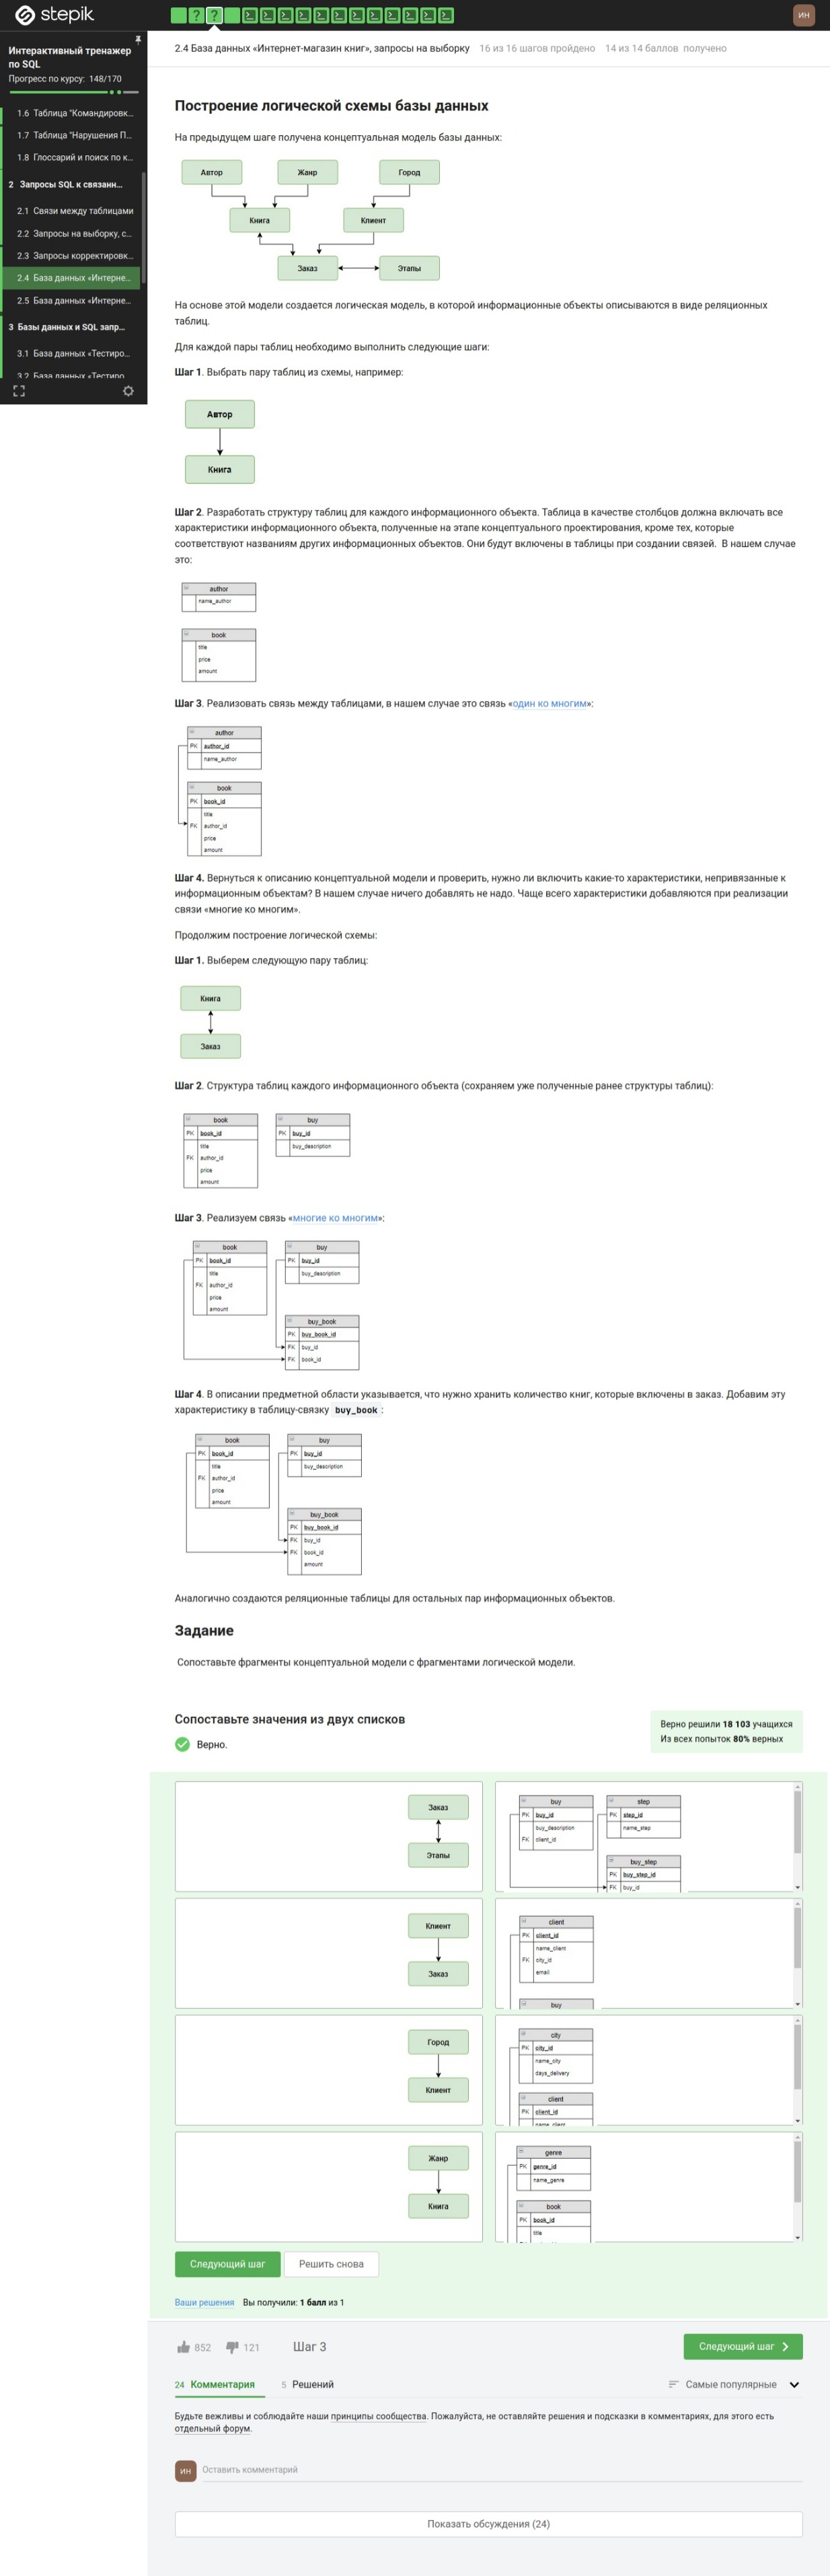 stepik
? ?
ИН
Интерактивный тренажер
по SQL
Прогресс по курсу: 148/170
1.6 Таблица "Командировк...
1.7 Таблица "Нарушения П...
1.8 Глоссарий и поиск по к...
2 Запросы SQL к связанн...
2.1 Связи между таблицами
2.2 Запросы на выборку, с...
2.3 Запросы корректировк...
2.4 База данных «Интерне...
2.5 База данных «Интерне...
3 Базы данных и SQL запр...
3.1 База данных «Тестиро...
3.2 База данных «Тестиро
2.4 База данных «Интернет-магазин книг», запросы на выборку 16 из 16 шагов пройдено 14 из 14 баллов получено
Построение логической схемы базы данных
На предыдущем шаге получена концептуальная модель базы данных:
Автор Жанр Город
Книга Клиент
Заказ Этапы
На основе этой модели создается логическая модель, в которой информационные объекты описываются в виде реляционных
таблиц.
Для каждой пары таблиц необходимо выполнить следующие шаги:
Шаг 1. Выбрать пару таблиц из схемы, например:
Автор
Книга
Шаг 2. Разработать структуру таблиц для каждого информационного объекта. Таблица в качестве столбцов должна включать все
характеристики информационного объекта, полученные на этапе концептуального проектирования, кроме тех, которые
соответствуют названиям других информационных объектов. Они будут включены в таблицы при создании связей. В нашем случае
это:
author
name_author
book
title
price
amount
Шаг 3. Реализовать связь между таблицами, в нашем случае это связь «один ко многим»:
author
PK author_id
name_author
book
PK book_id
title
FK author_id
price
amount
Шаг 4. Вернуться к описанию концептуальной модели и проверить, нужно ли включить какие-то характеристики, непривязанные к
информационным объектам? В нашем случае ничего добавлять не надо. Чаще всего характеристики добавляются при реализации
связи «многие ко многим».
Продолжим построение логической схемы:
Шаг 1. Выберем следующую пару таблиц:
Книга
Заказ
Шаг 2. Структура таблиц каждого информационного объекта (сохраняем уже полученные ранее структуры таблиц):
book buy
PK book_id PK buy_id
title buy_description
FK author_id
price
amount
Шаг 3. Реализуем связь «многие ко многим»:
book buy
PK book_id PK buy_id
title buy_description
FK author_id
price
amount
buy_book
PK buy_book_id
FK buy_id
FK book_id
Шаг 4. В описании предметной области указывается, что нужно хранить количество книг, которые включены в заказ. Добавим эту
характеристику в таблицу-связку buy_book :
book buy
PK book_id PK buy_id
title buy_description
FK author_id
price
amount
buy_book
PK buy_book_id
FK buy_id
FK book_id
amount
Аналогично создаются реляционные таблицы для остальных пар информационных объектов.
Задание
Сопоставьте фрагменты концептуальной модели с фрагментами логической модели.
Сопоставьте значения из двух списков
Верно.
Верно решили 18 103 учащихся
Из всех попыток 80% верных
Заказ
Этапы
buy step
PK buy_id PK step_id
buy_description name_step
FK client_id
buy_step
PK buy_step_id
FK buy_id
Клиент
Заказ
client
PK client_id
name_client
FK city_id
email
buy
Город
Клиент
city
PK city_id
name_city
days_delivery
client
PK client_id
name_client
Жанр
Книга
genre
PK genre_id
name_genre
book
PK book_id
title
Следующий шаг Решить снова
Ваши решения Вы получили: 1 балл из 1
852 121 Шаг 3 Следующий шаг
24 Комментария 5 Решений Самые популярные
Будьте вежливы и соблюдайте наши принципы сообщества. Пожалуйста, не оставляйте решения и подсказки в комментариях, для этого есть
отдельный форум.
ИН Оставить комментарий
Показать обсуждения (24)